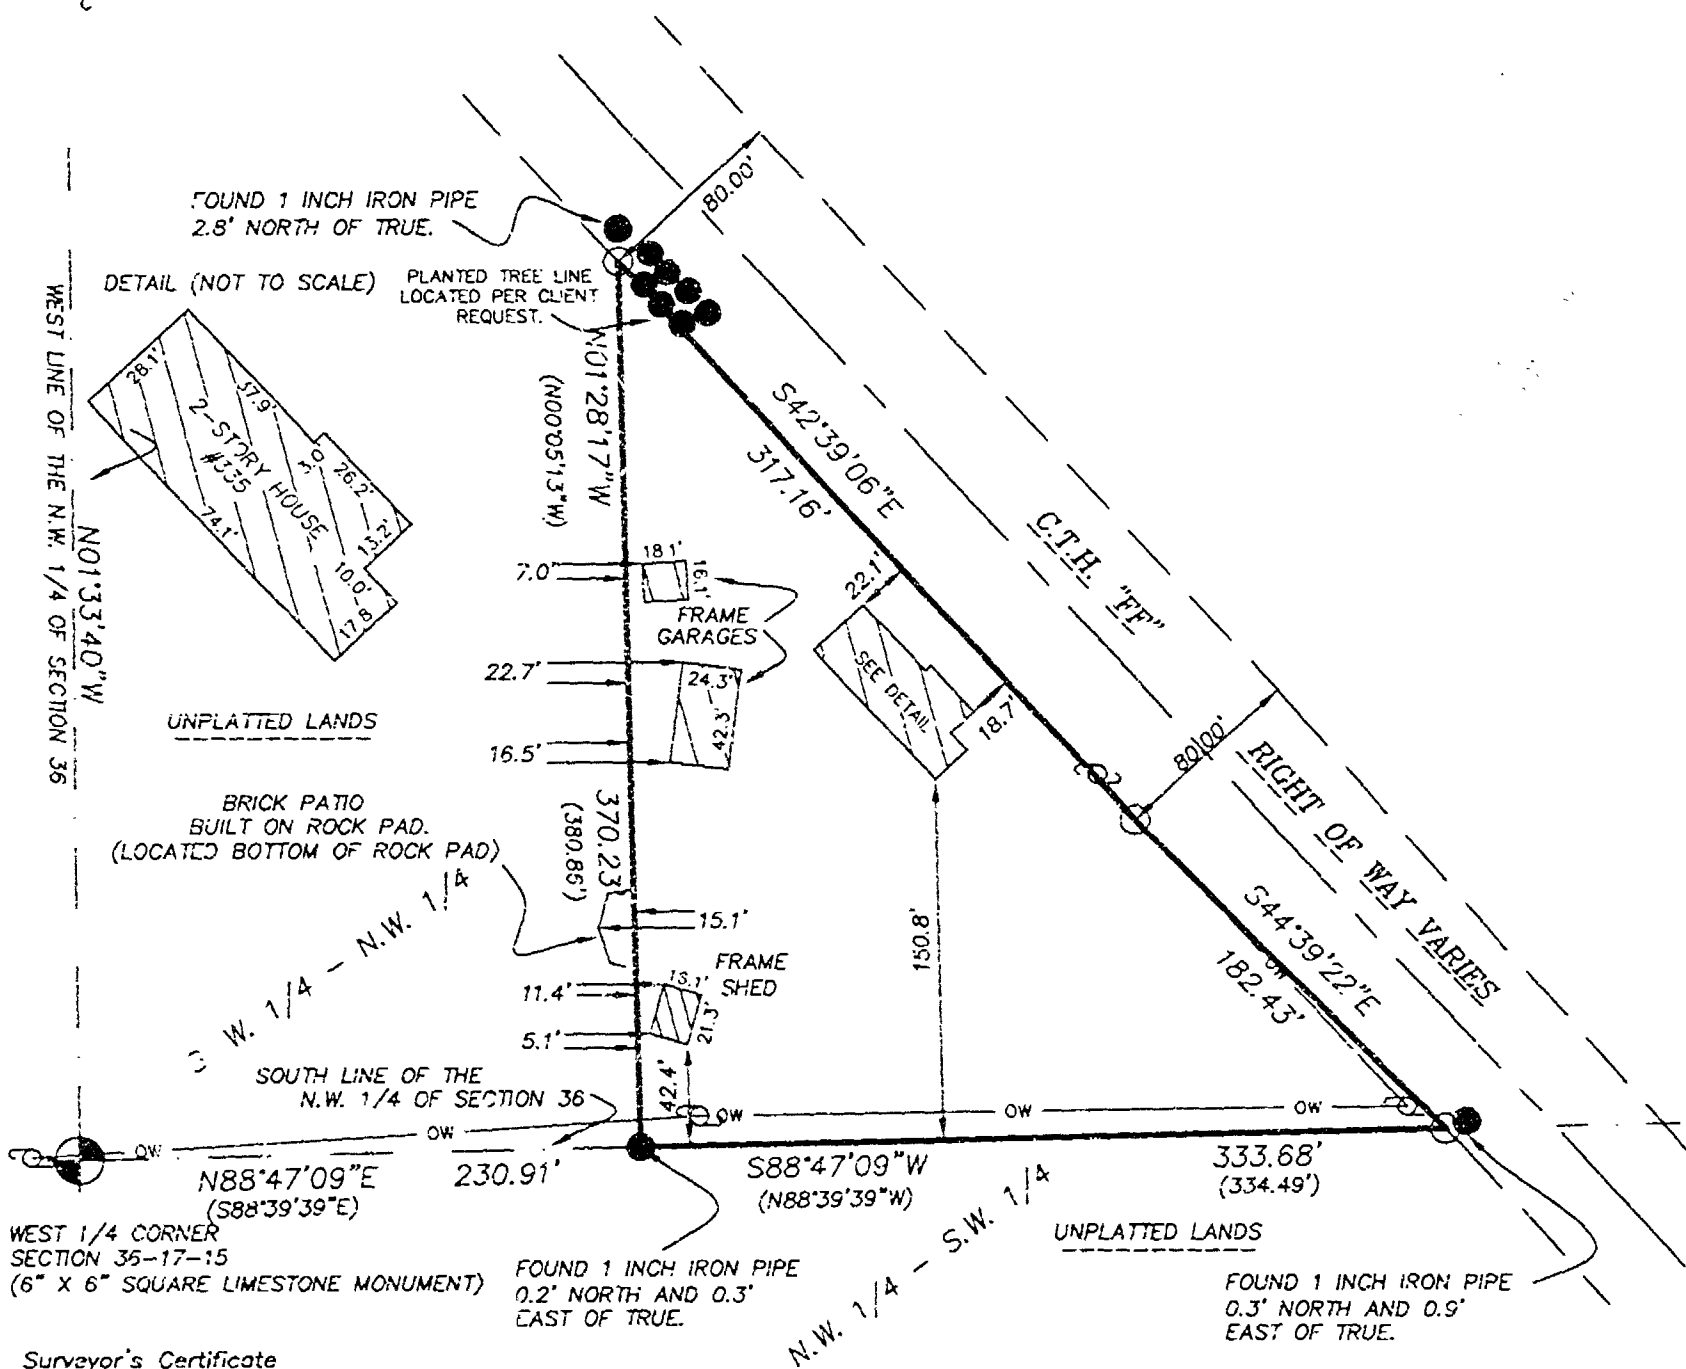 80.00'
FOUND 1 INCH IRON PIPE
2.8' NORTH OF TRUE.
DETAIL (NOT TO SCALE)
PLANTED TREE LINE
LOCATED PER CLIENT
REQUEST.
WEST LINE OF THE N.W. 1/4 OF SECTION 36
N01°33'40"W
28.1'
37.9'
2-STORY HOUSE
#335
3.0
26.2'
13.2'
10.0'
17.8
74.1'
N01°28'17"W
(N00°05'13"W)
S42°39'06"E
317.16'
C.T.H. "FF"
7.0'
18.1'
16.1'
FRAME
GARAGES
22.1'
SEE DETAIL
18.7'
22.7'
24.3'
42.3'
16.5'
UNPLATTED LANDS
80.00'
RIGHT OF WAY VARIES
BRICK PATIO
BUILT ON ROCK PAD.
(LOCATED BOTTOM OF ROCK PAD)
370.23'
(380.85')
W. 1/4 - N.W. 1/4
15.1'
150.8'
S44°39'22"E
182.43'
OW
FRAME
SHED
11.4'
21.3'
5.1'
42.4'
SOUTH LINE OF THE
N.W. 1/4 OF SECTION 36
OW
OW
OW
OW
OW
N88°47'09"E
(S88°39'39"E)
230.91'
S88°47'09"W
(N88°39'39"W)
333.68'
(334.49')
WEST 1/4 CORNER
SECTION 36-17-15
(6" X 6" SQUARE LIMESTONE MONUMENT)
FOUND 1 INCH IRON PIPE
0.2' NORTH AND 0.3'
EAST OF TRUE.
N.W. 1/4 - S.W. 1/4
UNPLATTED LANDS
FOUND 1 INCH IRON PIPE
0.3' NORTH AND 0.9'
EAST OF TRUE.
Surveyor's Certificate